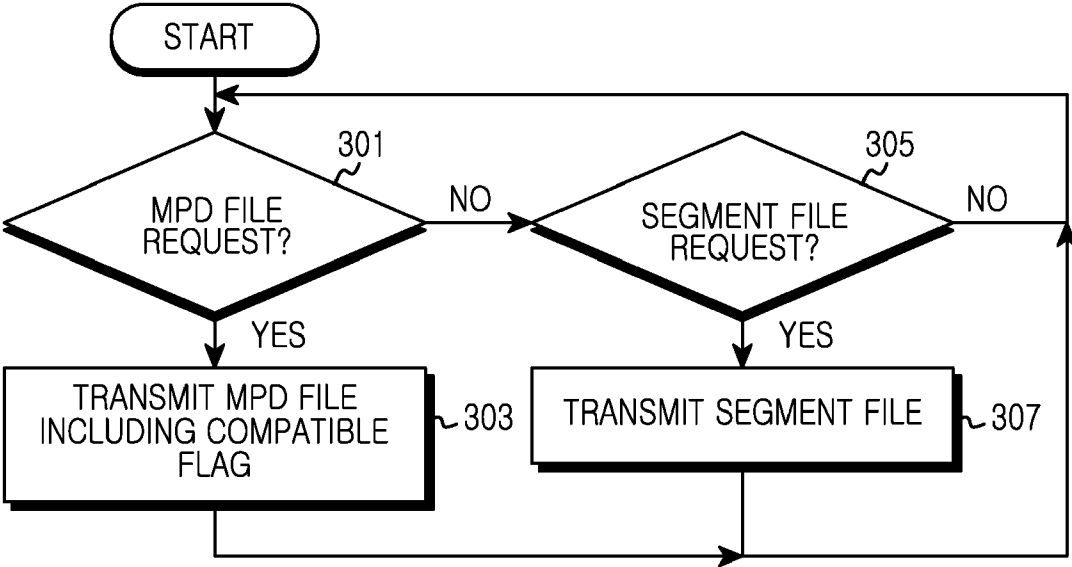 START
301
MPD FILE
REQUEST?
NO
305
SEGMENT FILE
REQUEST?
NO
YES
YES
TRANSMIT MPD FILE
INCLUDING COMPATIBLE
FLAG
303
TRANSMIT SEGMENT FILE
307